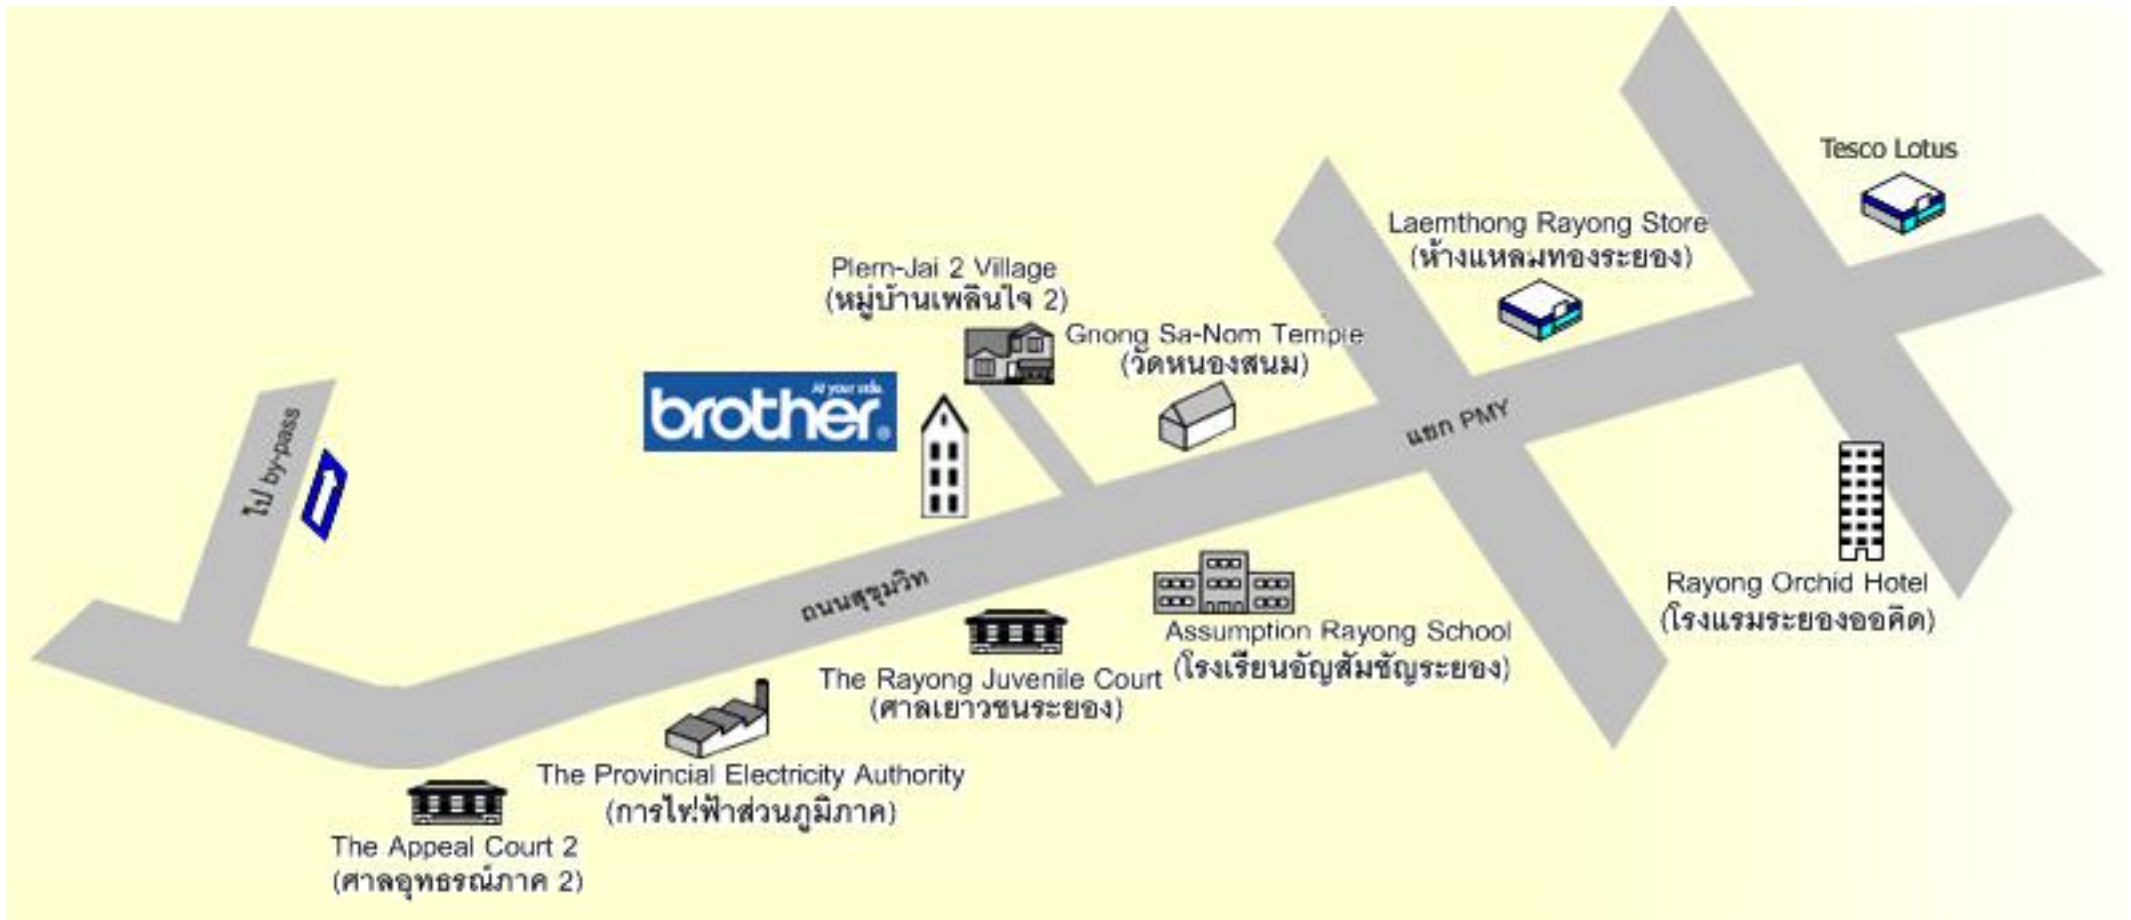 Tesco Lotus
Laemthong Rayong Store
(ห้างแหลมทองระยอง)
Plern-Jai 2 Village
(หมู่บ้านเพลินใจ 2)
Gnong Sa-Nom Temple
(วัดหนองสนม)
At your side.
brother®
ไป by-pass
แยก PMY
ถนนสุขุมวิท
Rayong Orchid Hotel
(โรงแรมระยองออคิด)
Assumption Rayong School
(โรงเรียนอัญสัมชัญระยอง)
The Rayong Juvenile Court
(ศาลเยาวชนระยอง)
The Provincial Electricity Authority
(การไฟฟ้าส่วนภูมิภาค)
The Appeal Court 2
(ศาลอุทธรณ์ภาค 2)